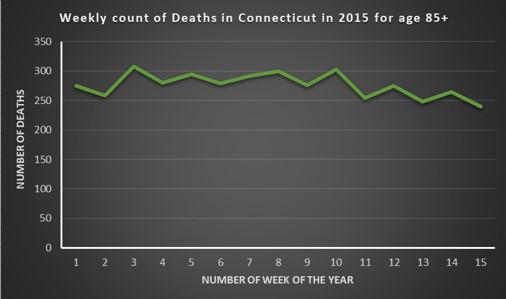 Weekly count of Deaths in Connecticut in 2015 for age 85+
350
300
250
200
150
100
50
0
NUMBER OF DEATHS
1 2 3 4 5 6 7 8 9 10 11 12 13 14 15
NUMBER OF WEEK OF THE YEAR